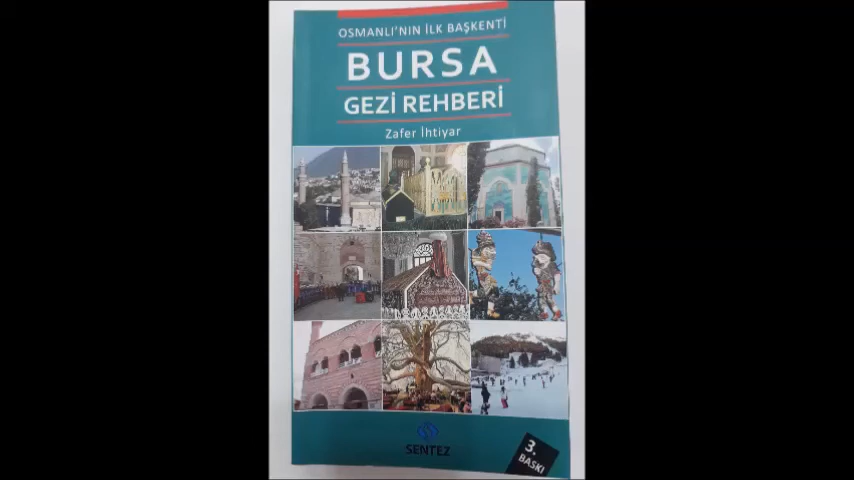 OSMANLI'NIN İLK BAŞKENTİ
BURSA
GEZİ REHBERİ
Zafer İhtiyar
SENTEZ
3.
BASKI